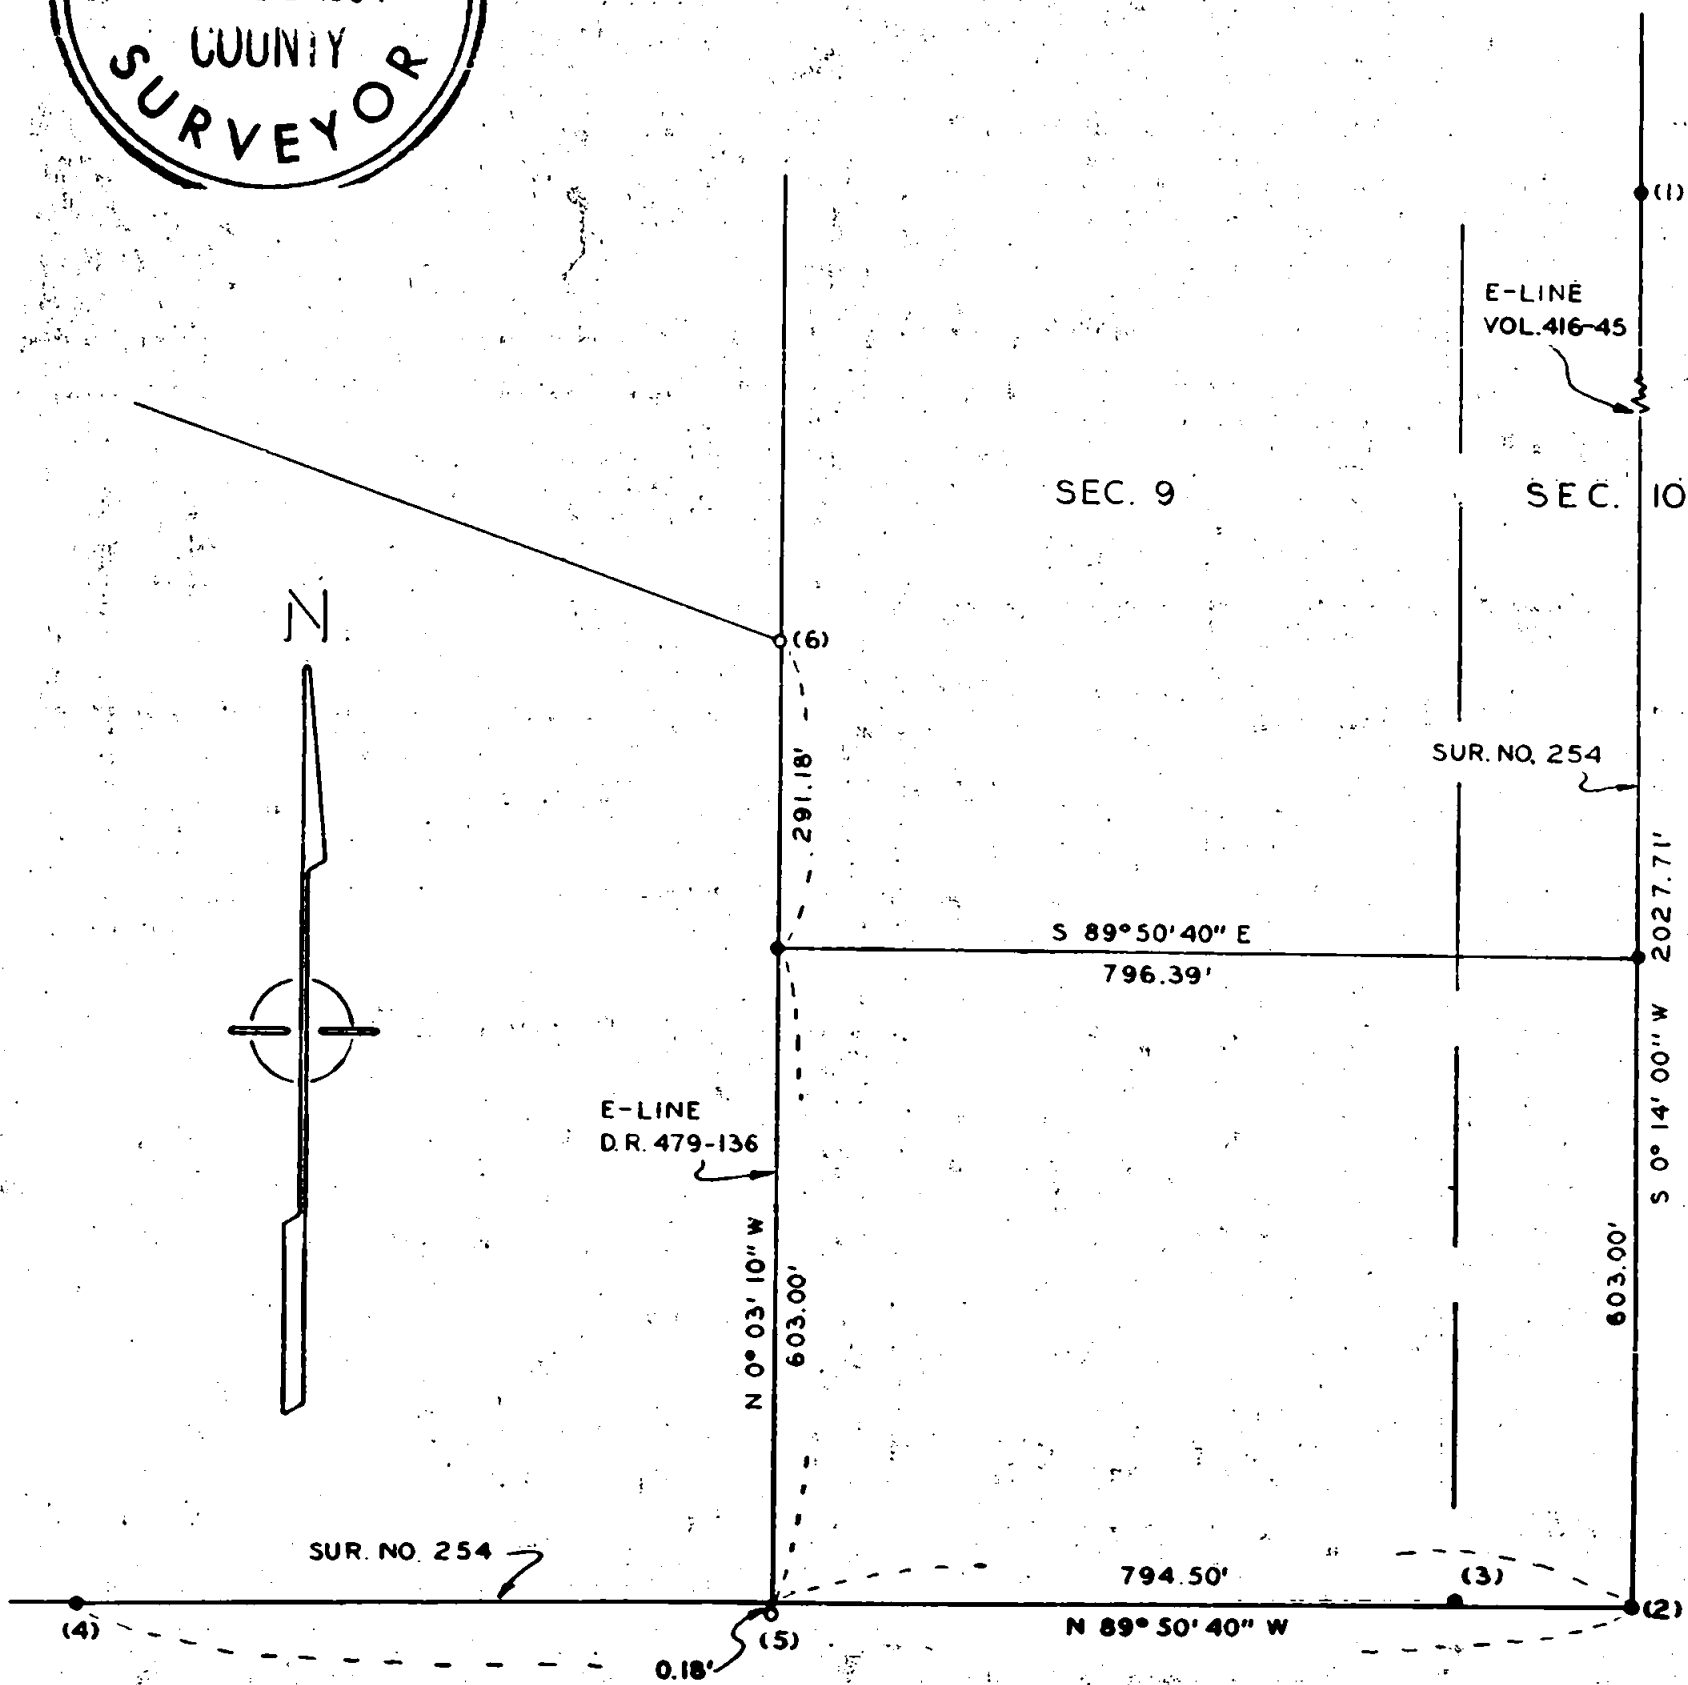 COUNTY
SURVEYOR
(1)
E-LINE
VOL. 416-45
SEC. 9
SEC. 10
N.
(6)
291.18'
SUR. NO. 254
2027.71'
S 89° 50' 40" E
796.39'
S 0° 14' 00" W
E-LINE
D.R. 479-136
N 0° 03' 10" W
603.00'
603.00'
SUR. NO. 254
794.50'
(3)
(4)
(5)
N 89° 50' 40" W
(2)
0.18'